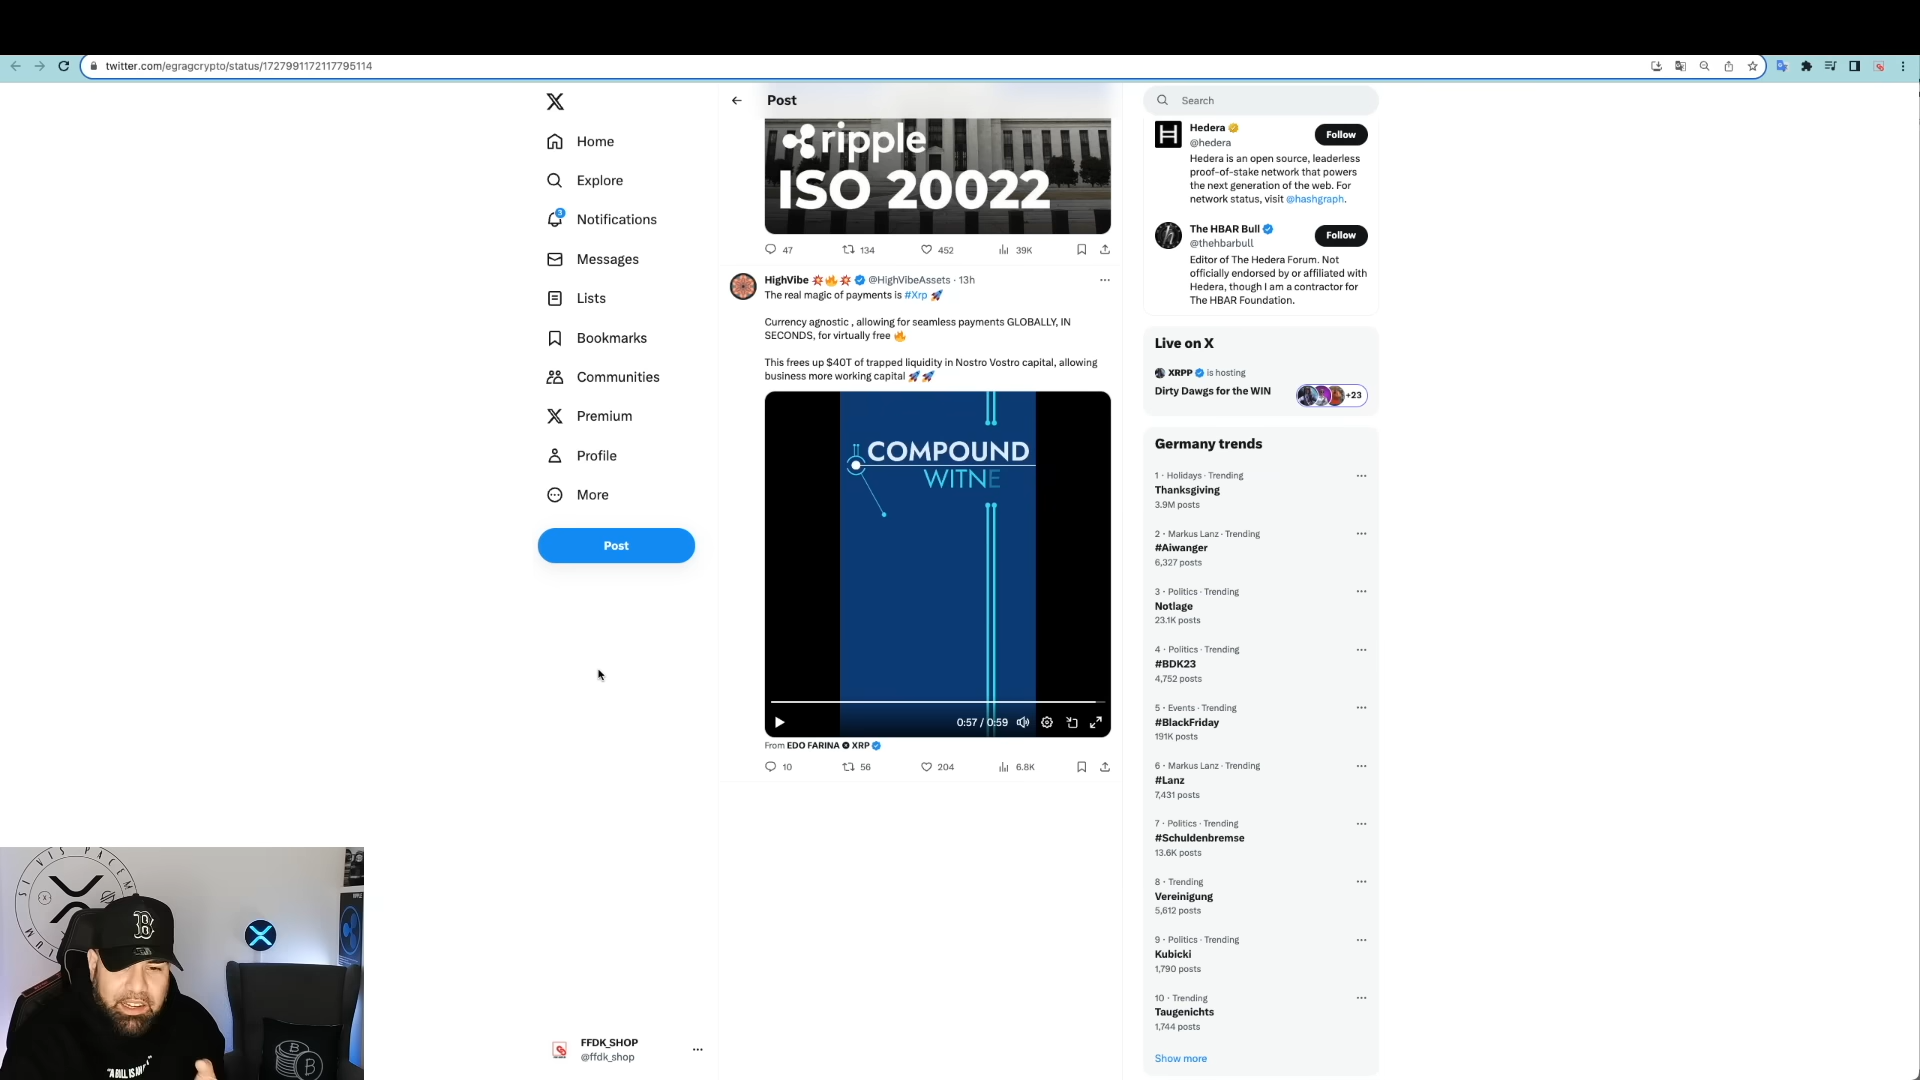 twitter.com/egragcrypto/status/1727991172117795114
Home
Explore
3
Notifications
Messages
Lists
Bookmarks
Communities
Premium
Profile
More
Post
FFDK_SHOP
@ffdk_shop
Post
ripple
ISO 20022
47 134 452 39K
HighVibe 💥🔥💥 @HighVibeAssets · 13h
The real magic of payments is #Xrp 🚀
Currency agnostic , allowing for seamless payments GLOBALLY, IN
SECONDS, for virtually free 🔥
This frees up $40T of trapped liquidity in Nostro Vostro capital, allowing
business more working capital 🚀🚀
COMPOUND
WITNE
0:57 / 0:59
From EDO FARINA XRP
10 56 204 6.8K
Search
Hedera
@hedera
Follow
Hedera is an open source, leaderless
proof-of-stake network that powers
the next generation of the web. For
network status, visit @hashgraph.
The HBAR Bull
@thehbarbull
Follow
Editor of The Hedera Forum. Not
officially endorsed by or affiliated with
Hedera, though I am a contractor for
The HBAR Foundation.
Live on X
XRPP is hosting
Dirty Dawgs for the WIN
+23
Germany trends
1 · Holidays · Trending
Thanksgiving
3.9M posts
2 · Markus Lanz · Trending
#Aiwanger
6,327 posts
3 · Politics · Trending
Notlage
23.1K posts
4 · Politics · Trending
#BDK23
4,752 posts
5 · Events · Trending
#BlackFriday
191K posts
6 · Markus Lanz · Trending
#Lanz
7,431 posts
7 · Politics · Trending
#Schuldenbremse
13.6K posts
8 · Trending
Vereinigung
5,612 posts
9 · Politics · Trending
Kubicki
1,790 posts
10 · Trending
Taugenichts
1,744 posts
Show more
SI VIS PACEM
B